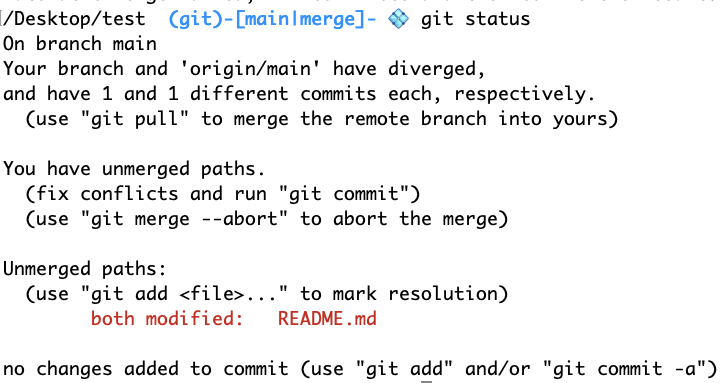 /Desktop/test (git)-[main|merge]- git status
On branch main
Your branch and 'origin/main' have diverged,
and have 1 and 1 different commits each, respectively.
  (use "git pull" to merge the remote branch into yours)

You have unmerged paths.
  (fix conflicts and run "git commit")
  (use "git merge --abort" to abort the merge)

Unmerged paths:
  (use "git add <file>..." to mark resolution)
        both modified:   README.md

no changes added to commit (use "git add" and/or "git commit -a")